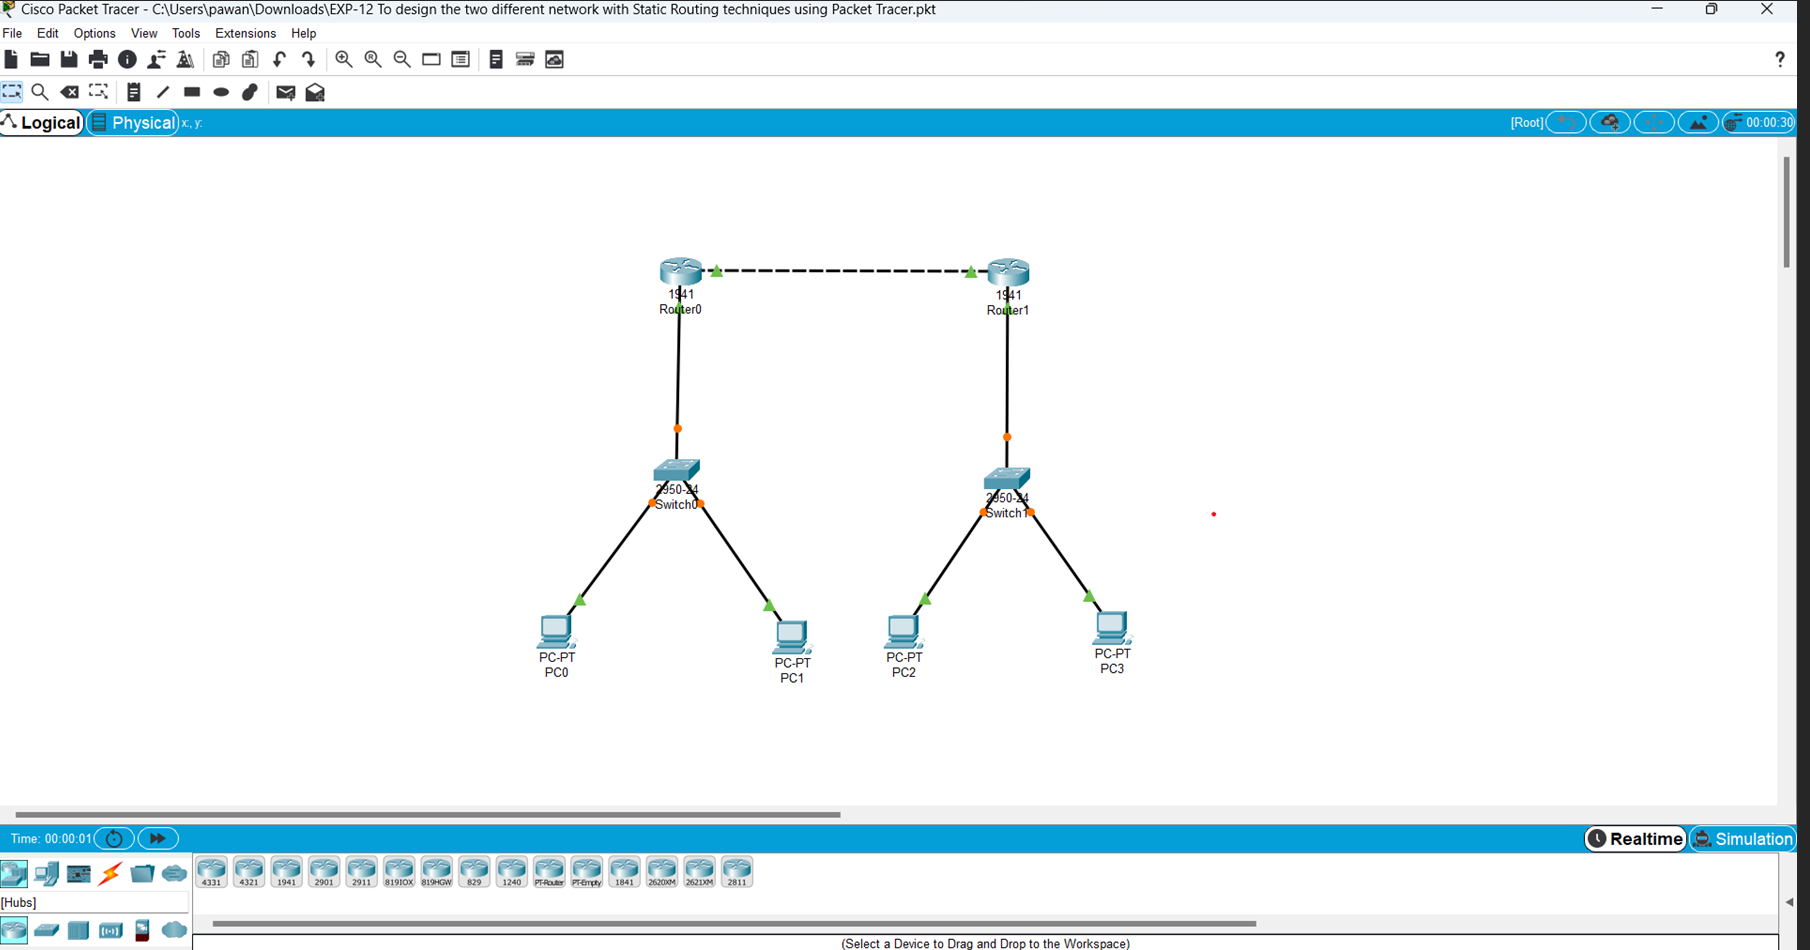 Cisco Packet Tracer - C:\Users\pawan\Downloads\EXP-12 To design the two different network with Static Routing techniques using Packet Tracer.pkt
File Edit Options View Tools Extensions Help
?
Logical Physical x:, y: [Root] 00:00:30
1941
Router0
1941
Router1
2950-24
Switch0
2950-24
Switch1
PC-PT
PC0
PC-PT
PC1
PC-PT
PC2
PC-PT
PC3
Time: 00:00:01 Realtime Simulation
4331 4321 1941 2901 2911 819IOX 819HGW 829 1240 PT-Router PT-Empty 1841 2620XM 2621XM 2811
[Hubs]
(Select a Device to Drag and Drop to the Workspace)